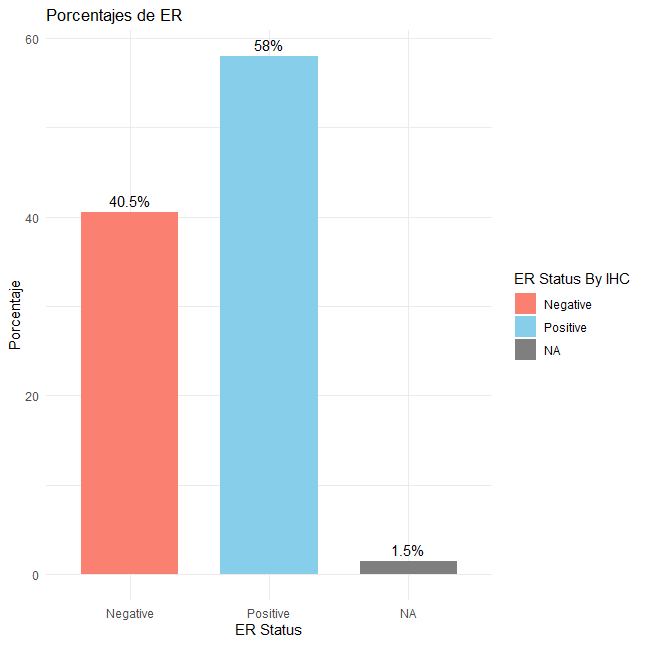 Porcentajes de ER
60
58%
40.5%
40
Porcentaje
20
1.5%
0
Negative
Positive
NA
ER Status
ER Status By IHC
Negative
Positive
NA